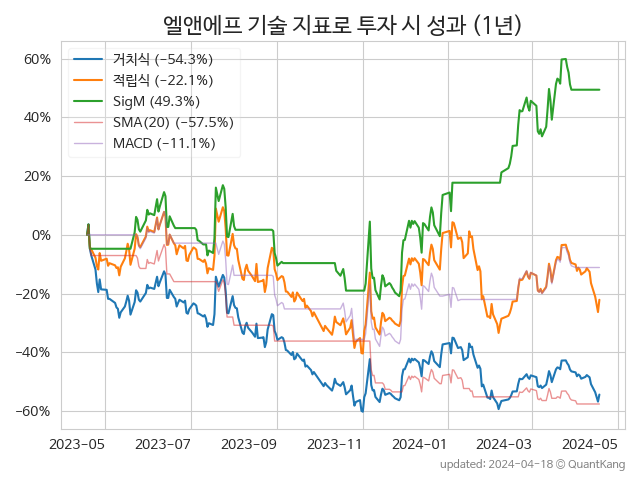 엘앤에프 기술 지표로 투자 시 성과 (1년)
60%
40%
20%
0%
−20%
−40%
−60%
거치식 (−54.3%)
적립식 (−22.1%)
SigM (49.3%)
SMA(20) (−57.5%)
MACD (−11.1%)
2023−05 2023−07 2023−09 2023−11 2024−01 2024−03 2024−05
updated: 2024−04−18 © QuantKang